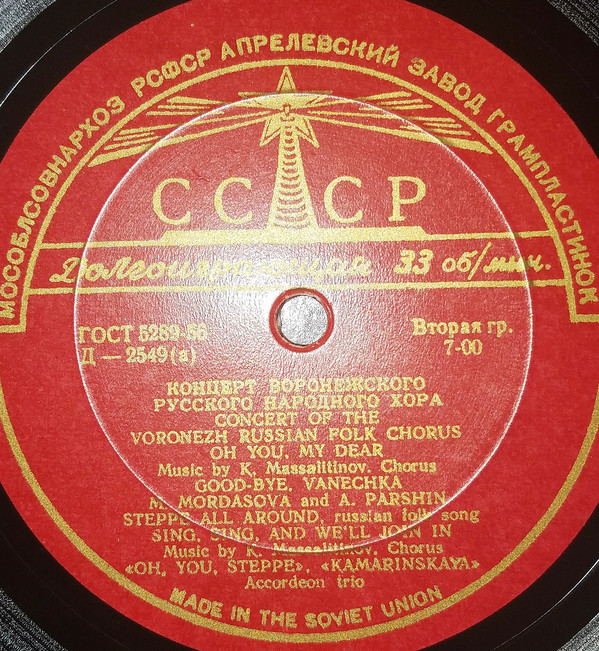 МОСОБЛСОВНАРХОЗ РСФСР АПРЕЛЕВСКИЙ ЗАВОД ГРАМПЛАСТИНОК
СССР
Долгоиграющая 33 об/мин.
ГОСТ 5289-56
Д — 2549(а)
Вторая гр.
7-00
КОНЦЕРТ ВОРОНЕЖСКОГО
РУССКОГО НАРОДНОГО ХОРА
CONCERT OF THE
VORONEZH RUSSIAN FOLK CHORUS
OH YOU, MY DEAR
Music by K. Massalitinov. Chorus
GOOD-BYE, VANECHKA
M. MORDASOVA and A. PARSHIN
STEPPE ALL AROUND, russian folk song
SING, SING, AND WE'LL JOIN IN
Music by K. Massalitinov. Chorus
«OH, YOU, STEPPE», «KAMARINSKAYA»
Accordeon trio
MADE IN THE SOVIET UNION